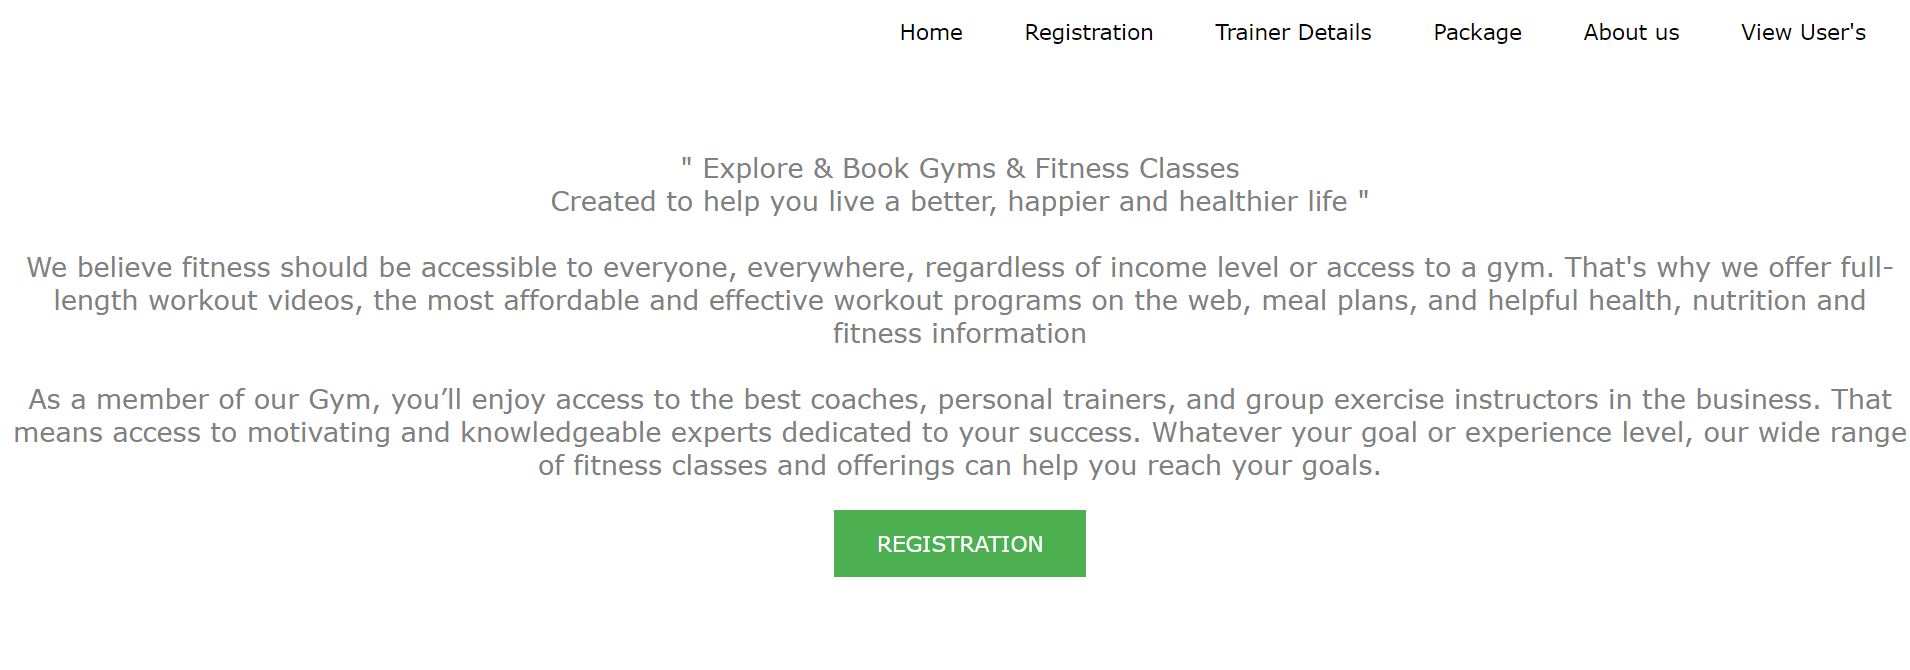 Home Registration Trainer Details Package About us View User's
" Explore & Book Gyms & Fitness Classes
Created to help you live a better, happier and healthier life "
We believe fitness should be accessible to everyone, everywhere, regardless of income level or access to a gym. That's why we offer full-
length workout videos, the most affordable and effective workout programs on the web, meal plans, and helpful health, nutrition and
fitness information
As a member of our Gym, you’ll enjoy access to the best coaches, personal trainers, and group exercise instructors in the business. That
means access to motivating and knowledgeable experts dedicated to your success. Whatever your goal or experience level, our wide range
of fitness classes and offerings can help you reach your goals.
REGISTRATION